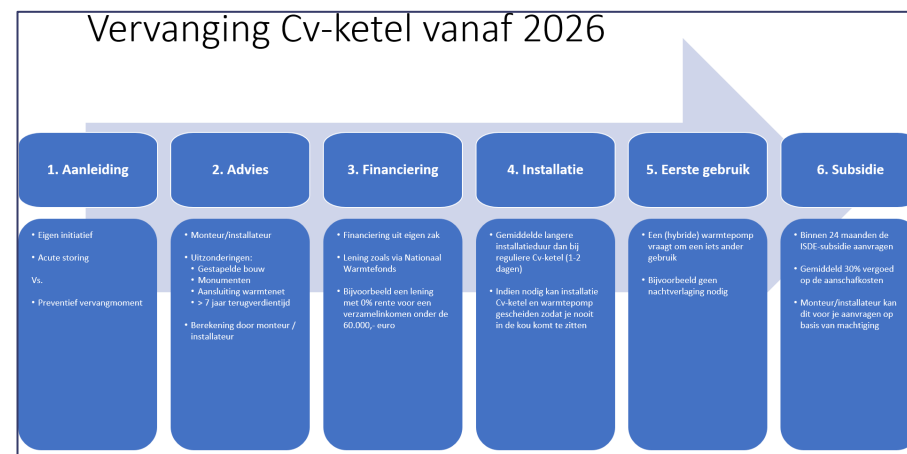 Vervanging Cv-ketel vanaf 2026
1. Aanleiding
• Eigen initiatief
• Acute storing
Vs.
• Preventief vervangmoment
2. Advies
• Monteur/installateur
• Uitzonderingen:
• Gestapelde bouw
• Monumenten
• Aansluiting warmtenet
• > 7 jaar terugverdientijd
• Berekening door monteur /
installateur
3. Financiering
• Financiering uit eigen zak
• Lening zoals via Nationaal
Warmtefonds
• Bijvoorbeeld een lening
met 0% rente voor een
verzamelinkomen onder de
60.000,- euro
4. Installatie
• Gemiddelde langere
installatieduur dan bij
reguliere Cv-ketel (1-2
dagen)
• Indien nodig kan installatie
Cv-ketel en warmtepomp
gescheiden zodat je nooit
in de kou komt te zitten
5. Eerste gebruik
• Een (hybride) warmtepomp
vraagt om een iets ander
gebruik
• Bijvoorbeeld geen
nachtverlaging nodig
6. Subsidie
• Binnen 24 maanden de
ISDE-subsidie aanvragen
• Gemiddeld 30% vergoed
op de aanschafkosten
• Monteur/installateur kan
dit voor je aanvragen op
basis van machtiging